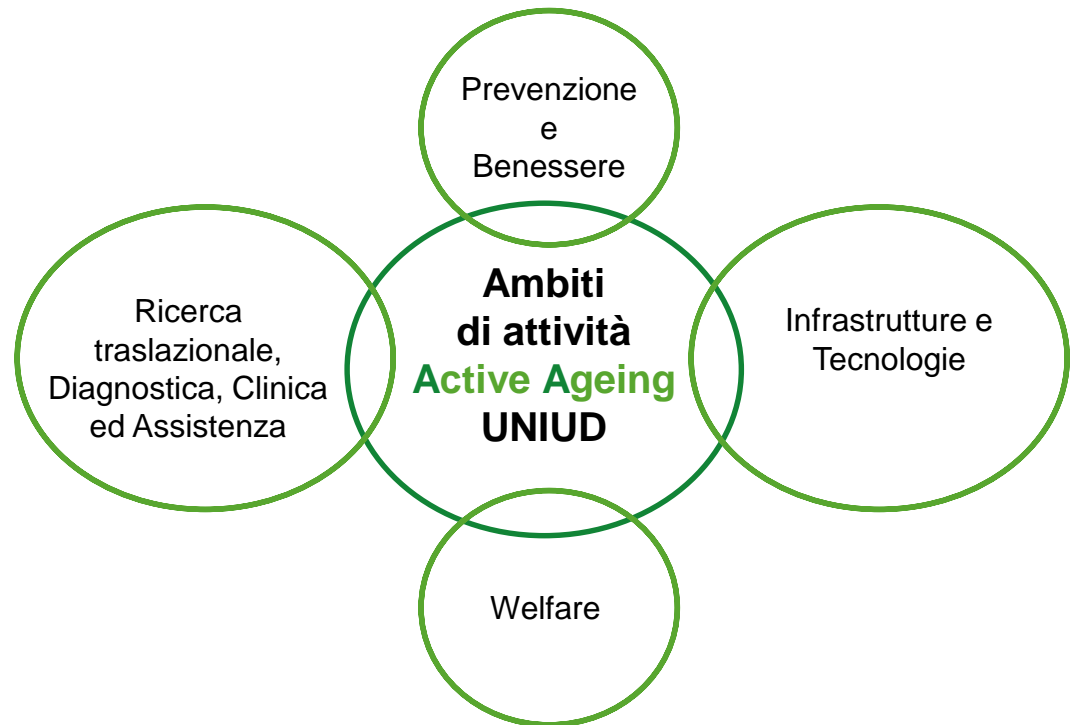 Prevenzione
e
Benessere
Ambiti
di attività
Active Ageing
UNIUD
Ricerca
traslazionale,
Diagnostica, Clinica
ed Assistenza
Infrastrutture e
Tecnologie
Welfare